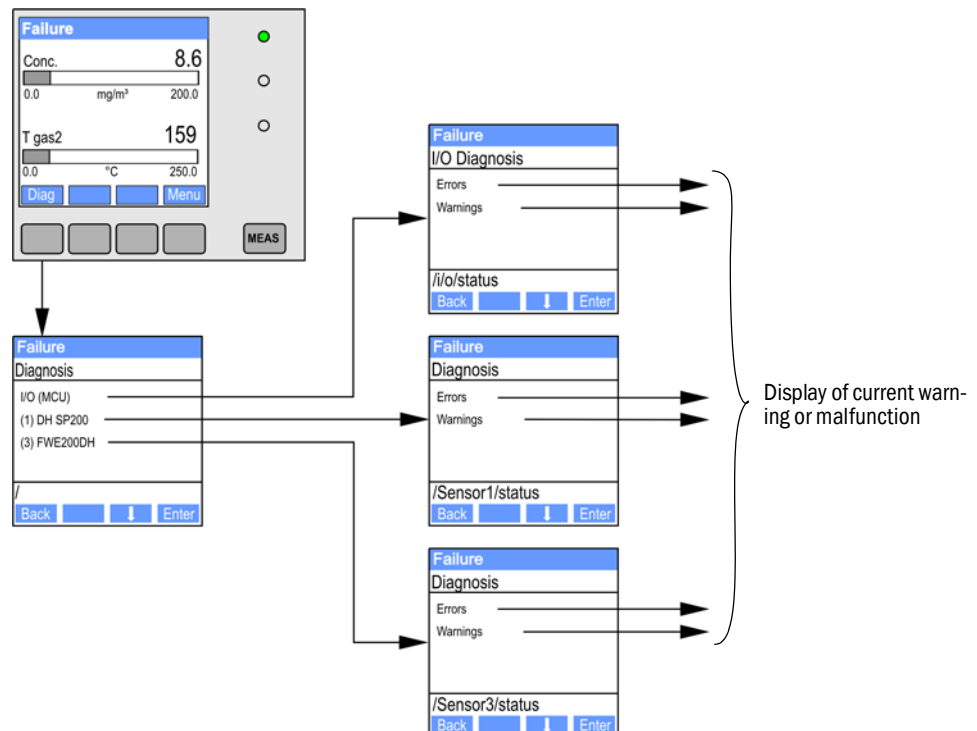 Failure
Conc. 8.6
0.0 mg/m³ 200.0
T gas2 159
0.0 °C 250.0
Diag Menu
MEAS
Failure
Diagnosis
I/O (MCU)
(1) DH SP200
(3) FWE200DH
/
Back Enter
Failure
I/O Diagnosis
Errors
Warnings
/i/o/status
Back Enter
Failure
Diagnosis
Errors
Warnings
/Sensor1/status
Back Enter
Failure
Diagnosis
Errors
Warnings
/Sensor3/status
Back Enter
Display of current warn-
ing or malfunction